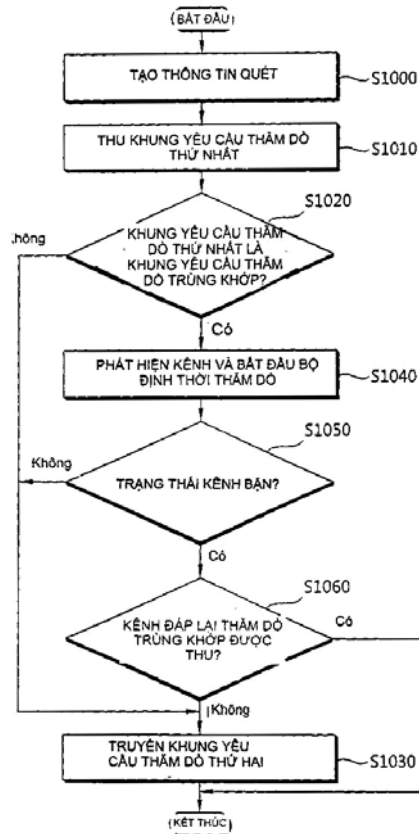 BẮT ĐẦU
TẠO THÔNG TIN QUÉT
S1000
THU KHUNG YÊU CẦU THĂM DÒ
THỨ NHẤT
S1010
S1020
KHUNG YÊU CẦU THĂM
DÒ THỨ NHẤT LÀ
KHUNG YÊU CẦU THĂM
DÒ TRÙNG KHỚP?
hông
Có
PHÁT HIỆN KÊNH VÀ BẮT ĐẦU BỘ
ĐỊNH THỜI THĂM DÒ
S1040
S1050
TRẠNG THÁI KÊNH BẬN?
Không
Có
S1060
KÊNH ĐÁP LẠI THĂM DÒ
TRÙNG KHỚP ĐƯỢC
THU?
Có
Không
TRUYỀN KHUNG YÊU
CẦU THĂM DÒ THỨ HAI
S1030
KẾT THÚC